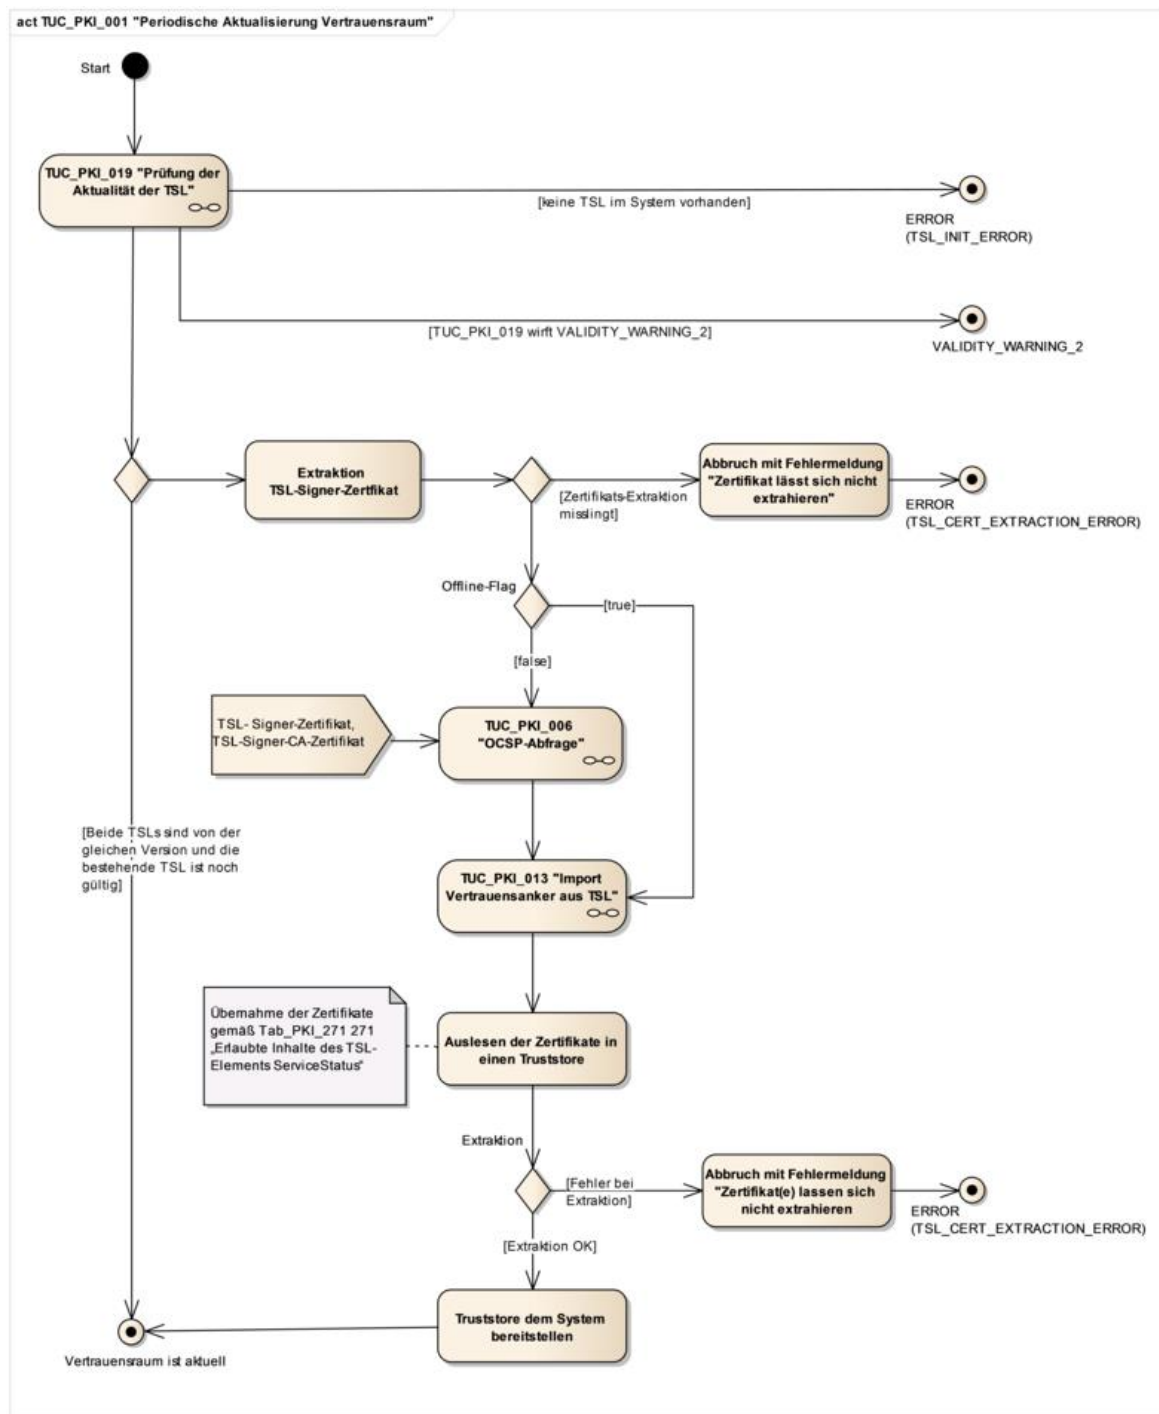 act TUC_PKI_001 "Periodische Aktualisierung Vertrauensraum"
Start
TUC_PKI_019 "Prüfung der
Aktualität der TSL"
[keine TSL im System vorhanden]
ERROR
(TSL_INIT_ERROR)
[TUC_PKI_019 wirft VALIDITY_WARNING_2]
VALIDITY_WARNING_2
Extraktion
TSL-Signer-Zertfikat
[Zertifikats-Extraktion
misslingt]
Abbruch mit Fehlermeldung
"Zertifikat lässt sich nicht
extrahieren"
ERROR
(TSL_CERT_EXTRACTION_ERROR)
Offline-Flag
[true]
[false]
TSL- Signer-Zertifikat,
TSL-Signer-CA-Zertifikat
TUC_PKI_006
"OCSP-Abfrage"
[Beide TSLs sind von der
gleichen Version und die
bestehende TSL ist noch
gültig]
TUC_PKI_013 "Import
Vertrauensanker aus TSL"
Übernahme der Zertifikate
gemäß Tab_PKI_271 271
„Erlaubte Inhalte des TSL-
Elements ServiceStatus"
Auslesen der Zertifikate in
einen Truststore
Extraktion
[Fehler bei
Extraktion]
Abbruch mit Fehlermeldung
"Zertifikat(e) lassen sich
nicht extrahieren
ERROR
(TSL_CERT_EXTRACTION_ERROR)
[Extraktion OK]
Truststore dem System
bereitstellen
Vertrauensraum ist aktuell